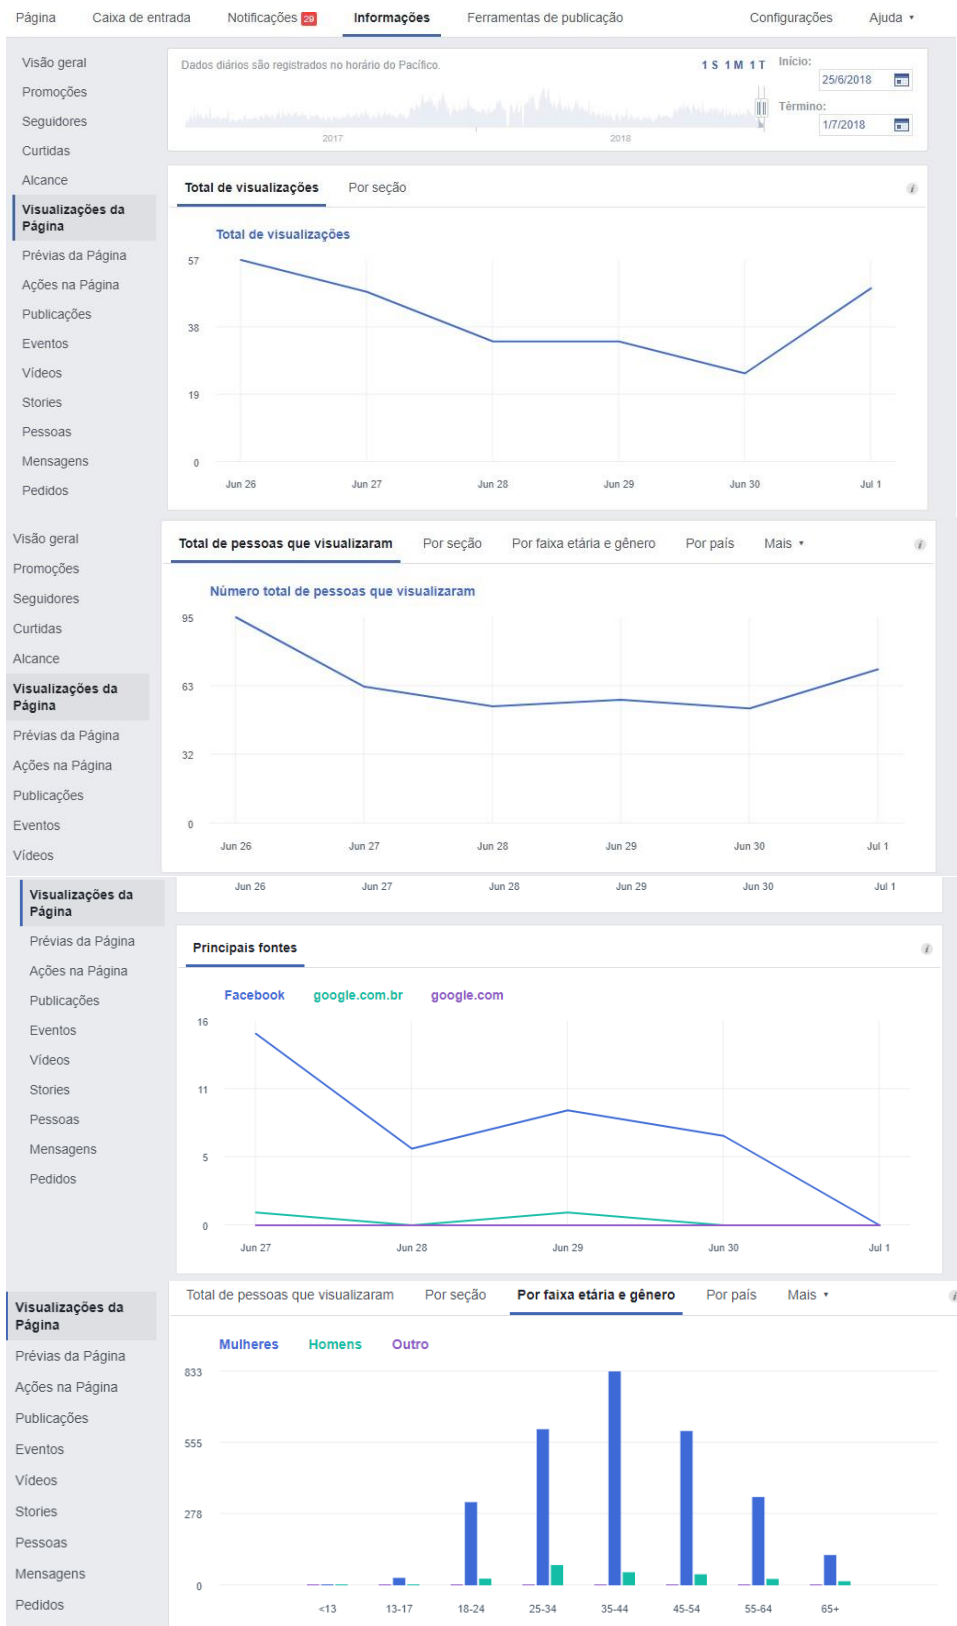 Página Caixa de entrada Notificações 29 Informações Ferramentas de publicação Configurações Ajuda
Visão geral
Promoções
Seguidores
Curtidas
Alcance
Visualizações da
Página
Prévias da Página
Ações na Página
Publicações
Eventos
Vídeos
Stories
Pessoas
Mensagens
Pedidos
Dados diários são registrados no horário do Pacífico.
1 S 1 M 1 T
Início:
25/6/2018
Término:
1/7/2018
2017 2018
Total de visualizações Por seção
Total de visualizações
57
38
19
0
Jun 26 Jun 27 Jun 28 Jun 29 Jun 30 Jul 1
Visão geral
Promoções
Seguidores
Curtidas
Alcance
Visualizações da
Página
Prévias da Página
Ações na Página
Publicações
Eventos
Vídeos
Total de pessoas que visualizaram Por seção Por faixa etária e gênero Por país Mais
Número total de pessoas que visualizaram
95
63
32
0
Jun 26 Jun 27 Jun 28 Jun 29 Jun 30 Jul 1
Visualizações da
Página
Prévias da Página
Ações na Página
Publicações
Eventos
Vídeos
Stories
Pessoas
Mensagens
Pedidos
Jun 26 Jun 27 Jun 28 Jun 29 Jun 30 Jul 1
Principais fontes
Facebook google.com.br google.com
16
11
5
0
Jun 27 Jun 28 Jun 29 Jun 30 Jul 1
Visualizações da
Página
Prévias da Página
Ações na Página
Publicações
Eventos
Vídeos
Stories
Pessoas
Mensagens
Pedidos
Total de pessoas que visualizaram Por seção Por faixa etária e gênero Por país Mais
Mulheres Homens Outro
833
555
278
0
<13 13-17 18-24 25-34 35-44 45-54 55-64 65+